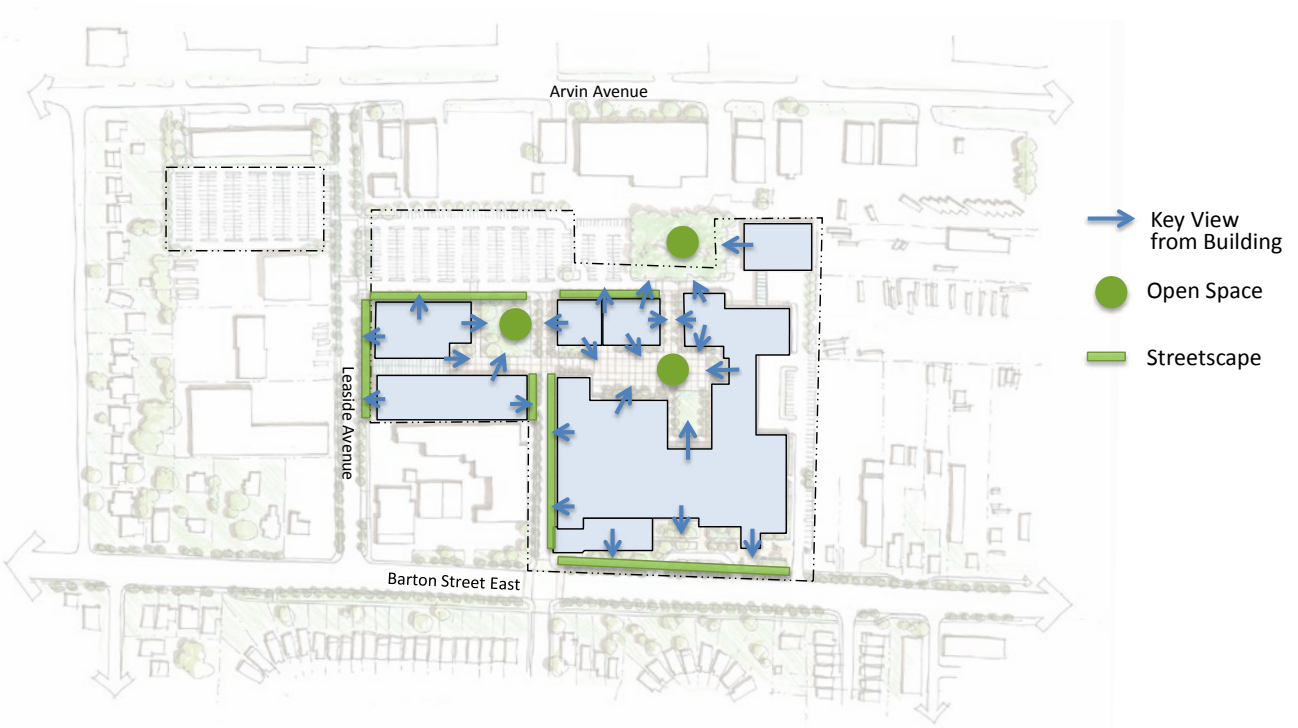 Arvin Avenue
Key View
from Building
Open Space
Streetscape
Leaside Avenue
Barton Street East